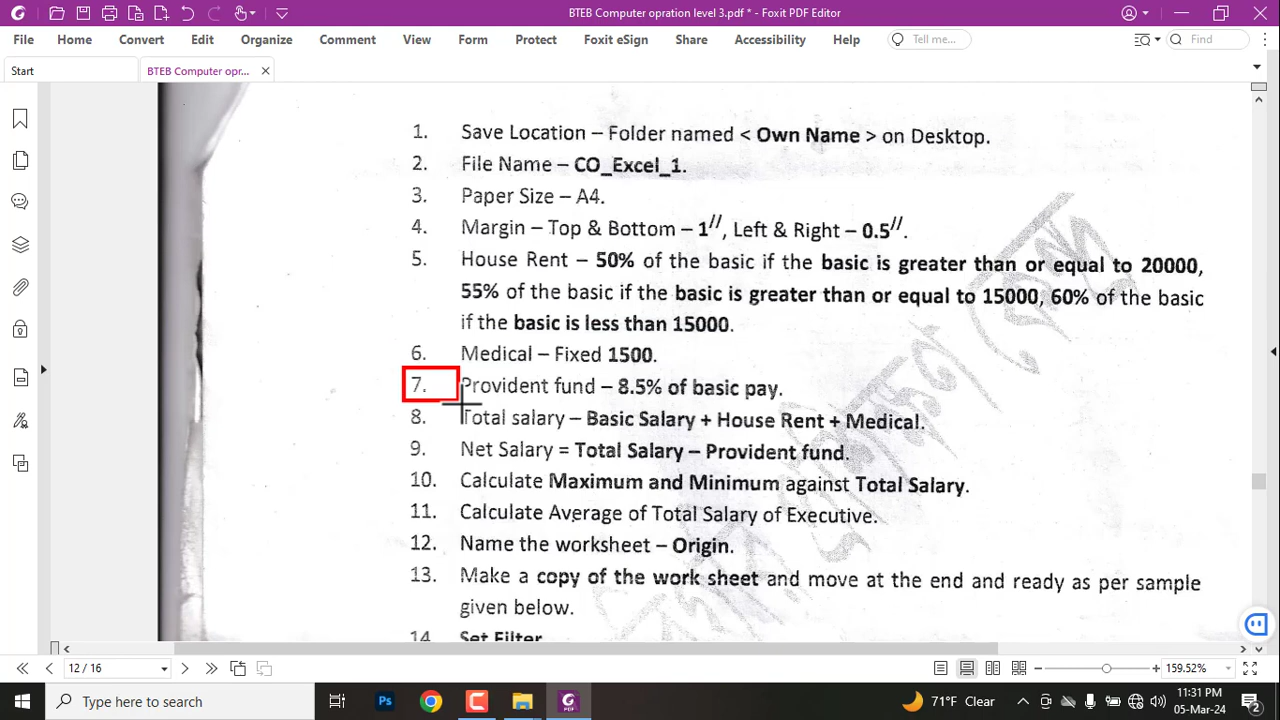 BTEB Computer opration level 3.pdf * - Foxit PDF Editor
File Home Convert Edit Organize Comment View Form Protect Foxit eSign Share Accessibility Help Tell me... Find
Start BTEB Computer opr...
1. Save Location – Folder named < Own Name > on Desktop.
2. File Name – CO_Excel_1.
3. Paper Size – A4.
4. Margin – Top & Bottom – 1//, Left & Right – 0.5//.
5. House Rent – 50% of the basic if the basic is greater than or equal to 20000,
55% of the basic if the basic is greater than or equal to 15000, 60% of the basic
if the basic is less than 15000.
6. Medical – Fixed 1500.
7. Provident fund – 8.5% of basic pay.
8. Total salary – Basic Salary + House Rent + Medical.
9. Net Salary = Total Salary – Provident fund.
10. Calculate Maximum and Minimum against Total Salary.
11. Calculate Average of Total Salary of Executive.
12. Name the worksheet – Origin.
13. Make a copy of the work sheet and move at the end and ready as per sample
given below.
14. Set Filter
12 / 16 159.52%
Type here to search Ps PDF 71°F Clear 11:31 PM
05-Mar-24 2